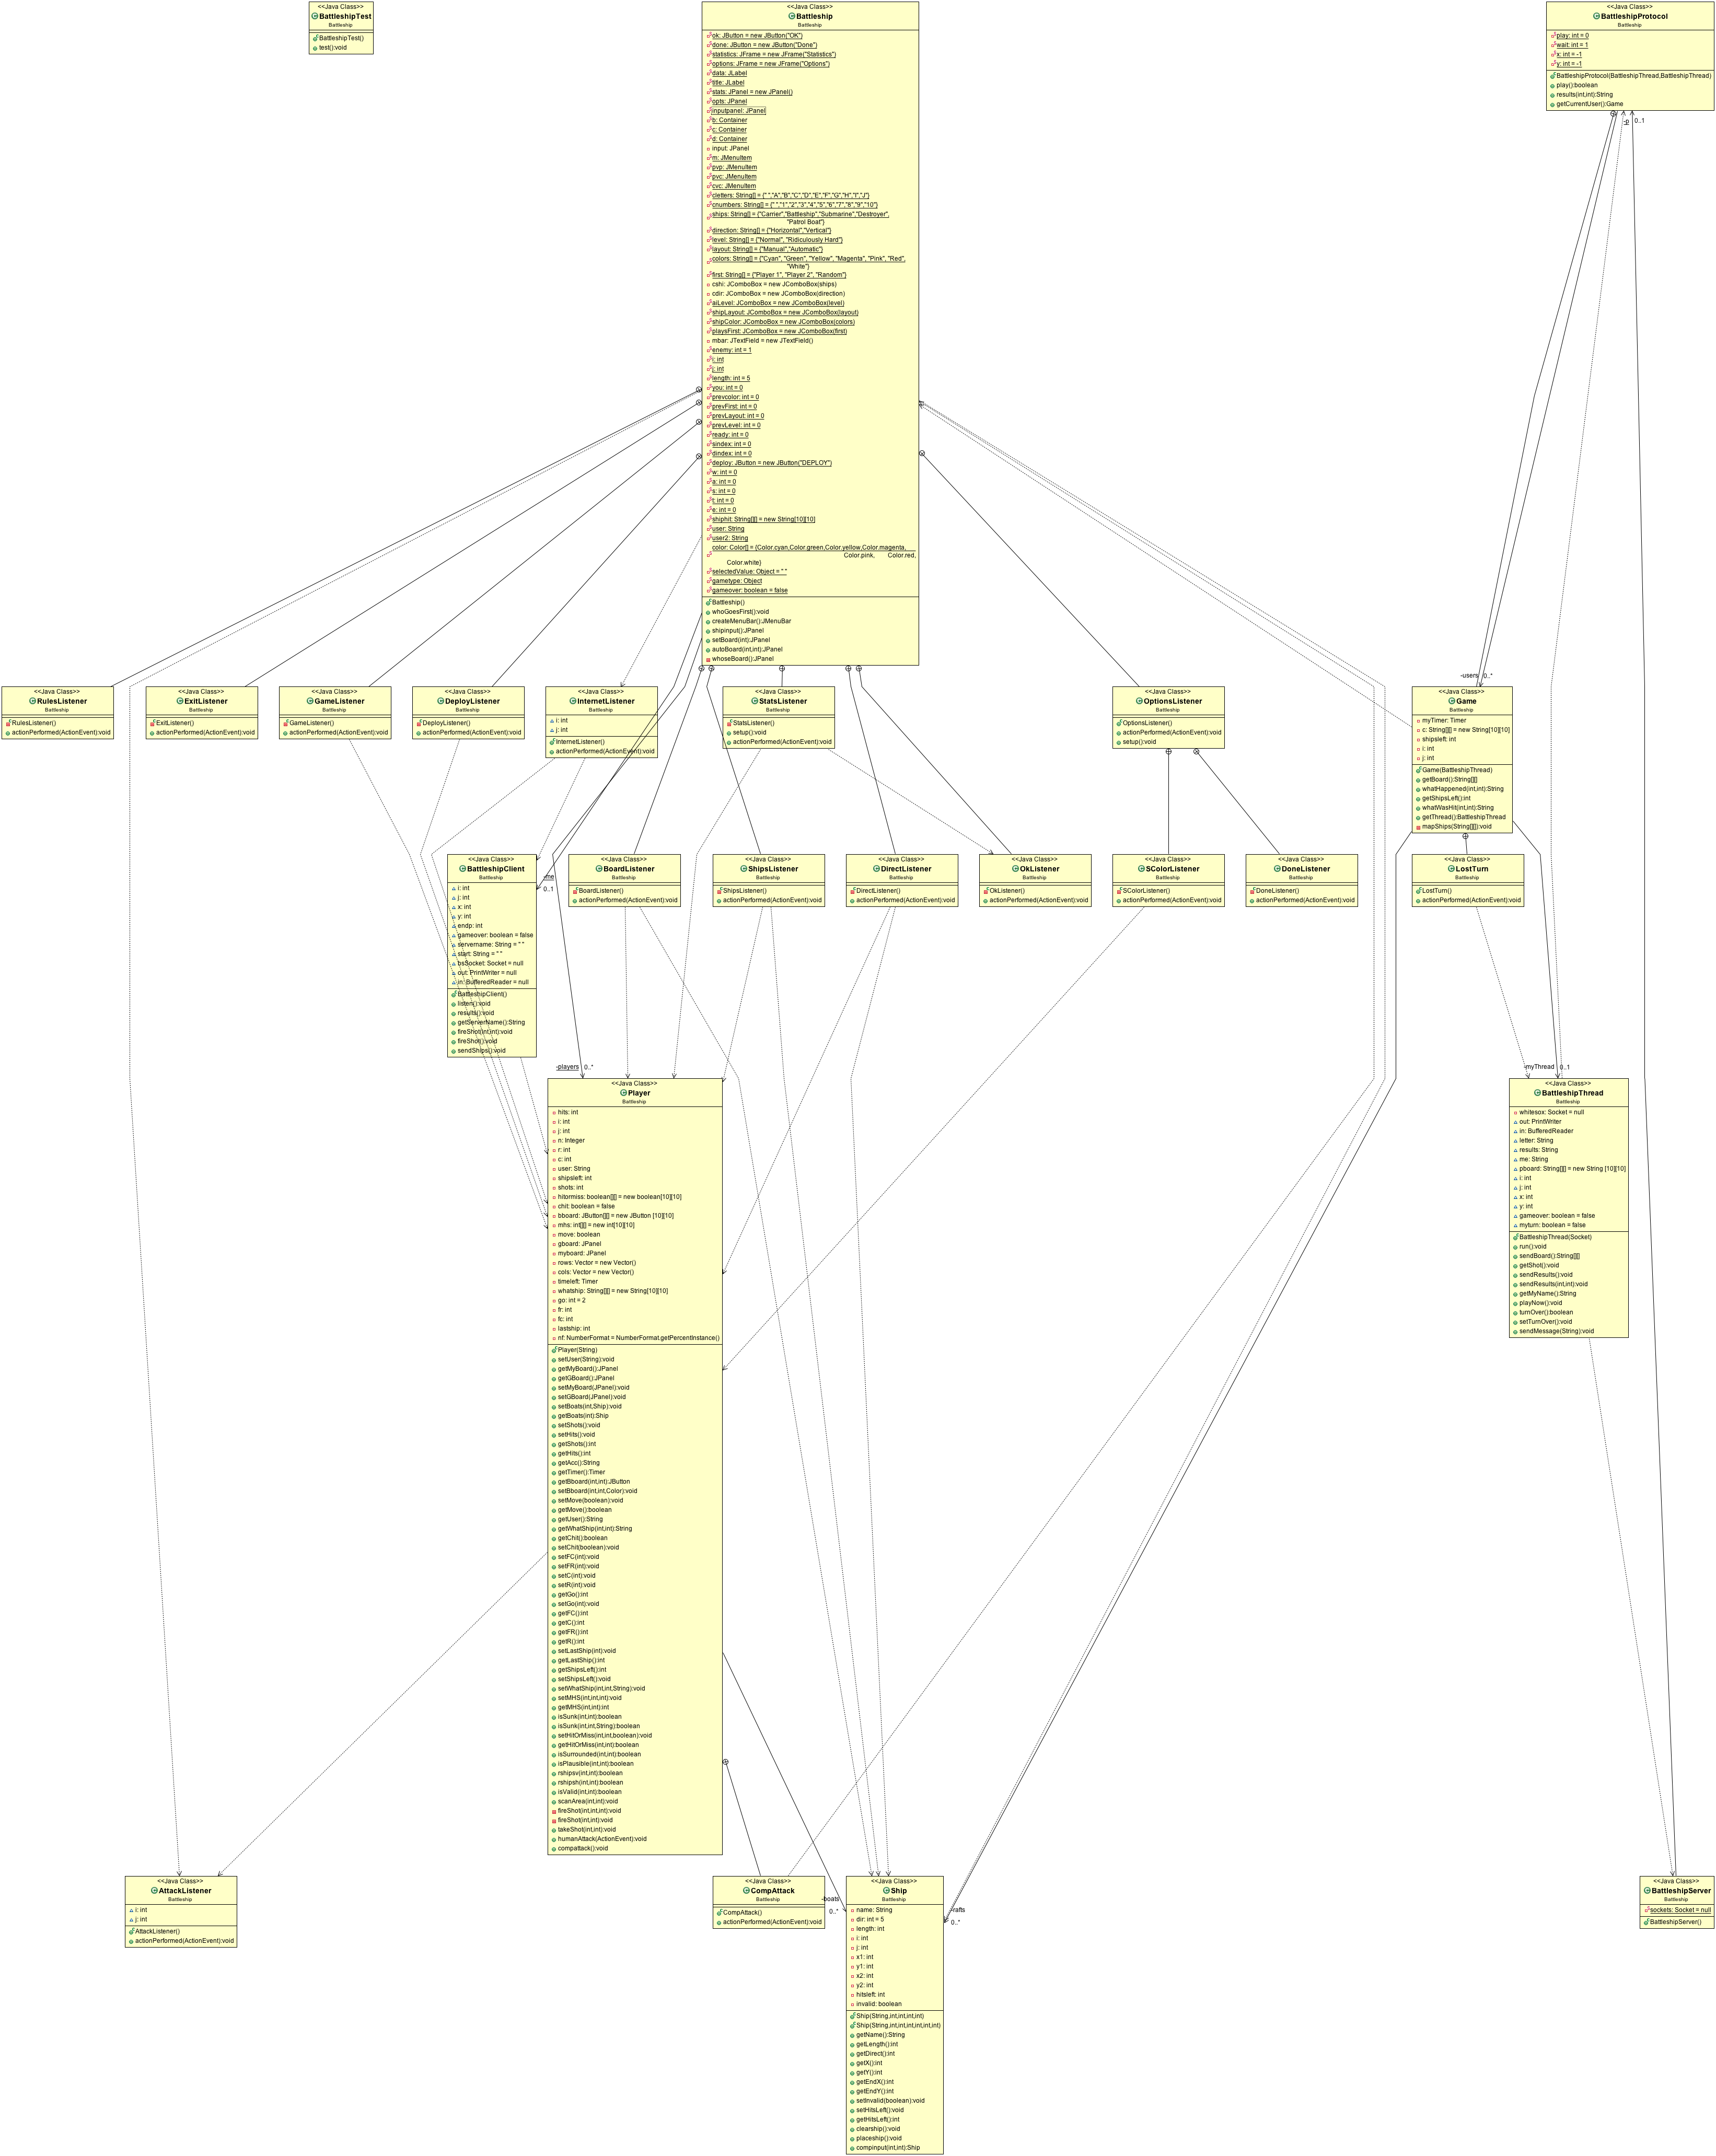 <<Java Class>>
BattleshipTest
Battleship
BattleshipTest()
test():void
<<Java Class>>
Battleship
Battleship
ok: JButton = new JButton("OK")
done: JButton = new JButton("Done")
statistics: JFrame = new JFrame("Statistics")
options: JFrame = new JFrame("Options")
data: JLabel
title: JLabel
stats: JPanel = new JPanel()
opts: JPanel
inputpanel: JPanel
b: Container
c: Container
d: Container
input: JPanel
m: JMenuItem
pvp: JMenuItem
pvc: JMenuItem
cvc: JMenuItem
cletters: String[] = {" ","A","B","C","D","E","F","G","H","I","J"}
cnumbers: String[] = {" ","1","2","3","4","5","6","7","8","9","10"}
ships: String[] = {"Carrier","Battleship","Submarine","Destroyer",
"Patrol Boat"}
direction: String[] = {"Horizontal","Vertical"}
level: String[] = {"Normal", "Ridiculously Hard"}
layout: String[] = {"Manual","Automatic"}
colors: String[] = {"Cyan", "Green", "Yellow", "Magenta", "Pink", "Red",
"White"}
first: String[] = {"Player 1", "Player 2", "Random"}
cshi: JComboBox = new JComboBox(ships)
cdir: JComboBox = new JComboBox(direction)
aiLevel: JComboBox = new JComboBox(level)
shipLayout: JComboBox = new JComboBox(layout)
shipColor: JComboBox = new JComboBox(colors)
playsFirst: JComboBox = new JComboBox(first)
mbar: JTextField = new JTextField()
enemy: int = 1
i: int
j: int
length: int = 5
you: int = 0
prevcolor: int = 0
prevFirst: int = 0
prevLayout: int = 0
prevLevel: int = 0
ready: int = 0
sindex: int = 0
dindex: int = 0
deploy: JButton = new JButton("DEPLOY")
w: int = 0
a: int = 0
s: int = 0
t: int = 0
e: int = 0
shiphit: String[][] = new String[10][10]
user: String
user2: String
color: Color[] = {Color.cyan,Color.green,Color.yellow,Color.magenta,
Color.pink, Color.red,
Color.white}
selectedValue: Object = " "
gametype: Object
gameover: boolean = false
Battleship()
whoGoesFirst():void
createMenuBar():JMenuBar
shipinput():JPanel
setBoard(int):JPanel
autoBoard(int,int):JPanel
whoseBoard():JPanel
<<Java Class>>
BattleshipProtocol
Battleship
play: int = 0
wait: int = 1
x: int = -1
y: int = -1
BattleshipProtocol(BattleshipThread,BattleshipThread)
play():boolean
results(int,int):String
getCurrentUser():Game
-p
0..1
-users
0..*
<<Java Class>>
RulesListener
Battleship
RulesListener()
actionPerformed(ActionEvent):void
<<Java Class>>
ExitListener
Battleship
ExitListener()
actionPerformed(ActionEvent):void
<<Java Class>>
GameListener
Battleship
GameListener()
actionPerformed(ActionEvent):void
<<Java Class>>
DeployListener
Battleship
DeployListener()
actionPerformed(ActionEvent):void
<<Java Class>>
InternetListener
Battleship
i: int
j: int
InternetListener()
actionPerformed(ActionEvent):void
<<Java Class>>
StatsListener
Battleship
StatsListener()
setup():void
actionPerformed(ActionEvent):void
<<Java Class>>
OptionsListener
Battleship
OptionsListener()
actionPerformed(ActionEvent):void
setup():void
<<Java Class>>
Game
Battleship
myTimer: Timer
c: String[][] = new String[10][10]
shipsleft: int
i: int
j: int
Game(BattleshipThread)
getBoard():String[][]
whatHappened(int,int):String
getShipsLeft():int
whatWasHit(int,int):String
getThread():BattleshipThread
mapShips(String[][]):void
<<Java Class>>
BattleshipClient
Battleship
i: int
j: int
x: int
y: int
endp: int
gameover: boolean = false
servername: String = " "
start: String = " "
bsSocket: Socket = null
out: PrintWriter = null
in: BufferedReader = null
BattleshipClient()
listen():void
results():void
getServerName():String
fireShot(int,int):void
fireShot():void
sendShips():void
-me
0..1
<<Java Class>>
BoardListener
Battleship
BoardListener()
actionPerformed(ActionEvent):void
<<Java Class>>
ShipsListener
Battleship
ShipsListener()
actionPerformed(ActionEvent):void
<<Java Class>>
DirectListener
Battleship
DirectListener()
actionPerformed(ActionEvent):void
<<Java Class>>
OkListener
Battleship
OkListener()
actionPerformed(ActionEvent):void
<<Java Class>>
SColorListener
Battleship
SColorListener()
actionPerformed(ActionEvent):void
<<Java Class>>
DoneListener
Battleship
DoneListener()
actionPerformed(ActionEvent):void
<<Java Class>>
LostTurn
Battleship
LostTurn()
actionPerformed(ActionEvent):void
-players
0..*
<<Java Class>>
Player
Battleship
hits: int
i: int
j: int
n: Integer
r: int
c: int
user: String
shipsleft: int
shots: int
hitormiss: boolean[][] = new boolean[10][10]
chit: boolean = false
bboard: JButton[][] = new JButton [10][10]
mhs: int[][] = new int[10][10]
move: boolean
gboard: JPanel
myboard: JPanel
rows: Vector = new Vector()
cols: Vector = new Vector()
timeleft: Timer
whatship: String[][] = new String[10][10]
go: int = 2
fr: int
fc: int
lastship: int
nf: NumberFormat = NumberFormat.getPercentInstance()
Player(String)
setUser(String):void
getMyBoard():JPanel
getGBoard():JPanel
setMyBoard(JPanel):void
setGBoard(JPanel):void
setBoats(int,Ship):void
getBoats(int):Ship
setShots():void
setHits():void
getShots():int
getHits():int
getAcc():String
getTimer():Timer
getBboard(int,int):JButton
setBboard(int,int,Color):void
setMove(boolean):void
getMove():boolean
getUser():String
getWhatShip(int,int):String
getChit():boolean
setChit(boolean):void
setFC(int):void
setFR(int):void
setC(int):void
setR(int):void
getGo():int
setGo(int):void
getFC():int
getC():int
getFR():int
getR():int
setLastShip(int):void
getLastShip():int
getShipsLeft():int
setShipsLeft():void
setWhatShip(int,int,String):void
setMHS(int,int,int):void
getMHS(int,int):int
isSunk(int,int):boolean
isSunk(int,int,String):boolean
setHitOrMiss(int,int,boolean):void
getHitOrMiss(int,int):boolean
isSurrounded(int,int):boolean
isPlausible(int,int):boolean
rshipsv(int,int):boolean
rshipsh(int,int):boolean
isValid(int,int):boolean
scanArea(int,int):void
fireShot(int,int,int):void
fireShot(int,int):void
takeShot(int,int):void
humanAttack(ActionEvent):void
compattack():void
-myThread
0..1
<<Java Class>>
BattleshipThread
Battleship
whitesox: Socket = null
out: PrintWriter
in: BufferedReader
letter: String
results: String
me: String
pboard: String[][] = new String [10][10]
i: int
j: int
x: int
y: int
gameover: boolean = false
myturn: boolean = false
BattleshipThread(Socket)
run():void
sendBoard():String[][]
getShot():void
sendResults():void
sendResults(int,int):void
getMyName():String
playNow():void
turnOver():boolean
setTurnOver():void
sendMessage(String):void
<<Java Class>>
AttackListener
Battleship
i: int
j: int
AttackListener()
actionPerformed(ActionEvent):void
<<Java Class>>
CompAttack
Battleship
CompAttack()
actionPerformed(ActionEvent):void
-boats
0..*
<<Java Class>>
Ship
Battleship
name: String
dir: int = 5
length: int
i: int
j: int
x1: int
y1: int
x2: int
y2: int
hitsleft: int
invalid: boolean
Ship(String,int,int,int,int)
Ship(String,int,int,int,int,int,int)
getName():String
getLength():int
getDirect():int
getX():int
getY():int
getEndX():int
getEndY():int
setInvalid(boolean):void
setHitsLeft():void
getHitsLeft():int
clearship():void
placeship():void
compinput(int,int):Ship
-rafts
0..*
<<Java Class>>
BattleshipServer
Battleship
sockets: Socket = null
BattleshipServer()